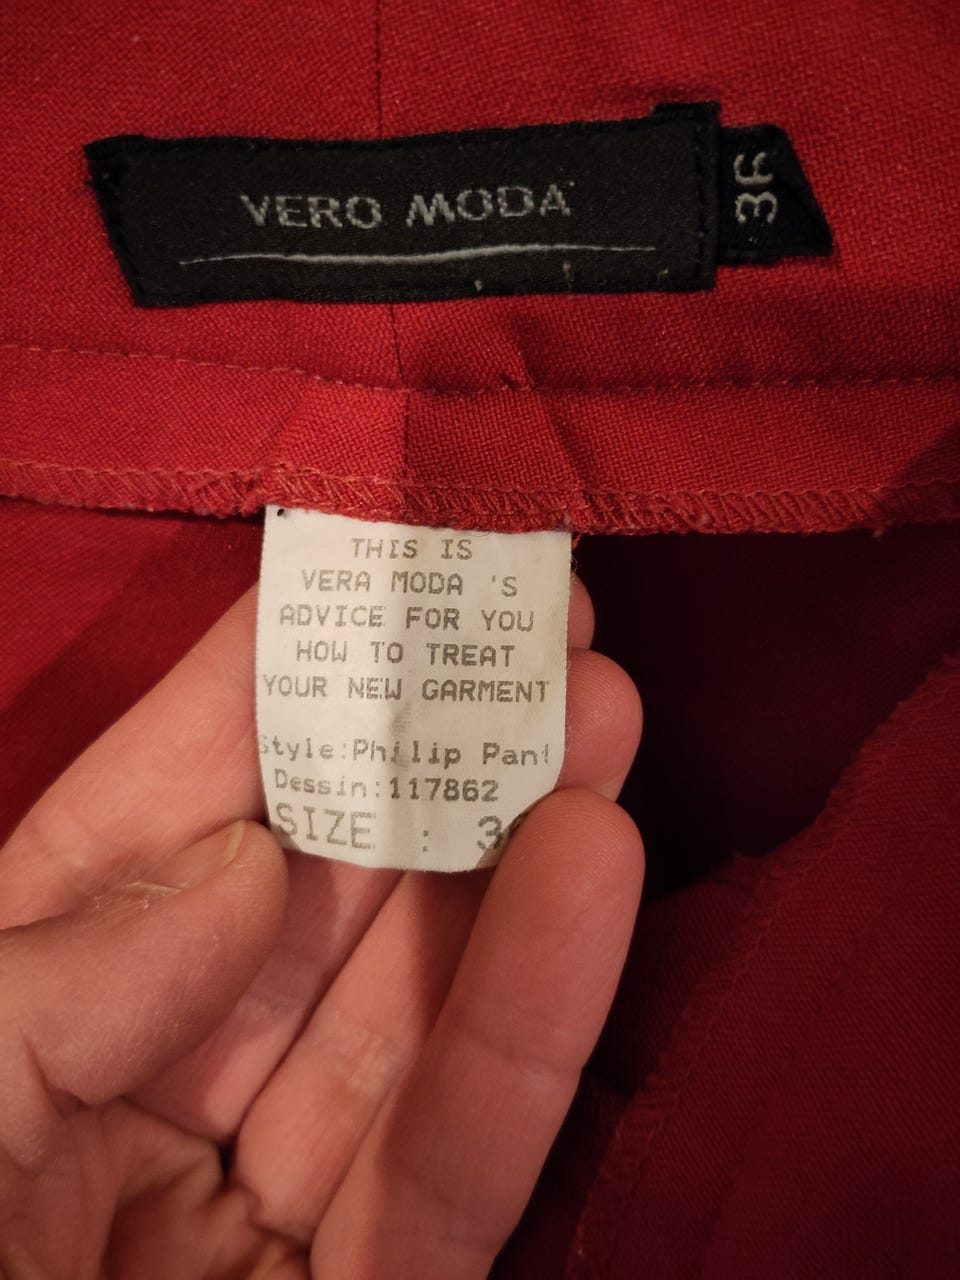 VERO MODA
36
THIS IS
VERA MODA 'S
ADVICE FOR YOU
HOW TO TREAT
YOUR NEW GARMENT
Style:Philip Pant
Dessin:117862
SIZE : 36